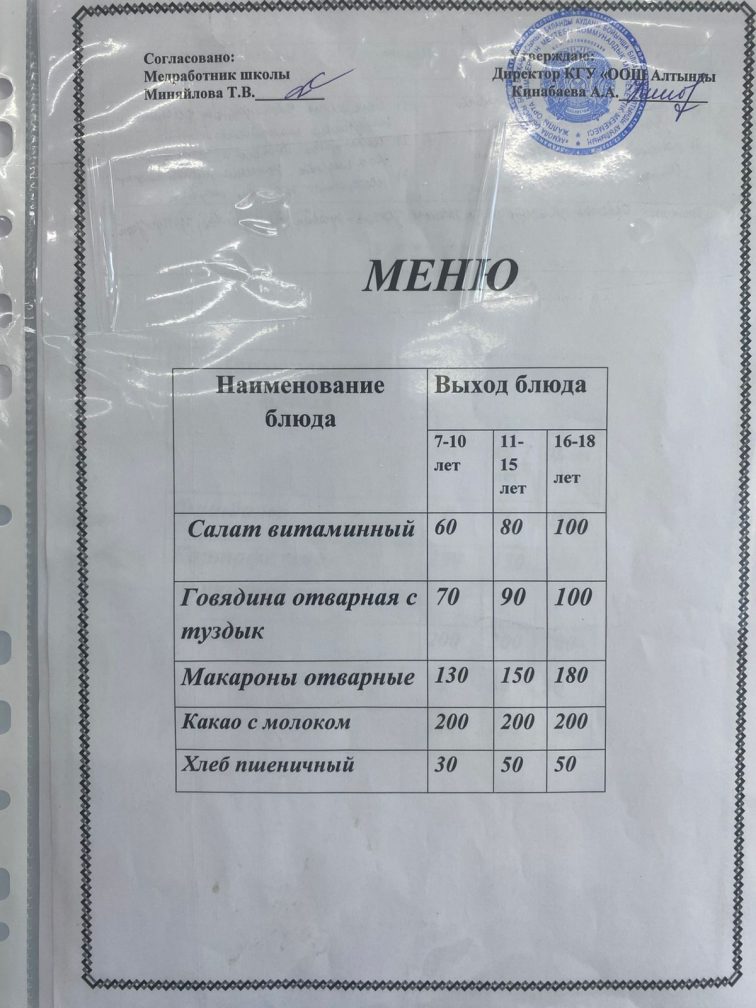 Согласовано:
Медработник школы
Миняйлова Т.В.
тверждаю:
Директор КГУ «ООШ Алтынды
Кинабаева А.А.
МЕНЮ
Наименование блюда
Выход блюда
7-10 лет
11-15 лет
16-18 лет
Салат витаминный 60 80 100
Говядина отварная с туздык 70 90 100
Макароны отварные 130 150 180
Какао с молоком 200 200 200
Хлеб пшеничный 30 50 50